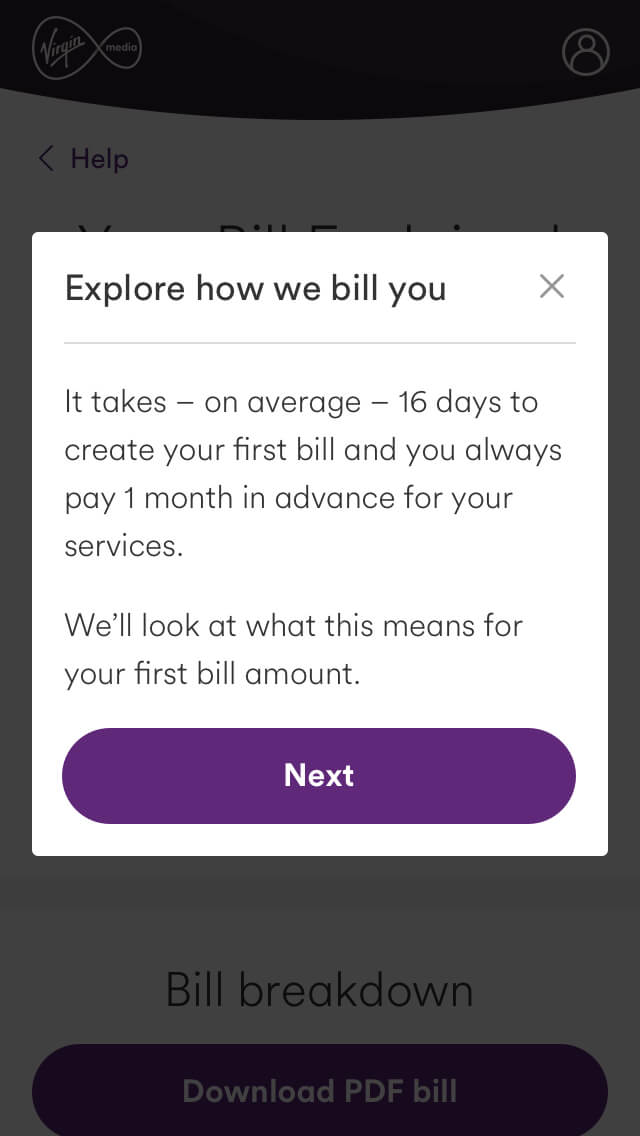 Virgin media
Help
Explore how we bill you
It takes – on average – 16 days to
create your first bill and you always
pay 1 month in advance for your
services.
We’ll look at what this means for
your first bill amount.
Next
Bill breakdown
Download PDF bill